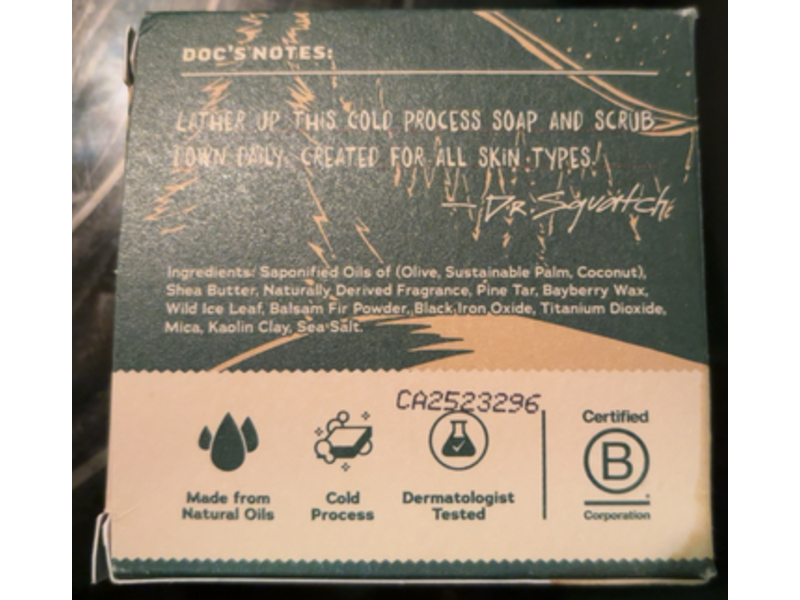 DOC'S NOTES:
LATHER UP THIS COLD PROCESS SOAP AND SCRUB
DOWN DAILY. CREATED FOR ALL SKIN TYPES!
— DR. Squatch
Ingredients: Saponified Oils of (Olive, Sustainable Palm, Coconut),
Shea Butter, Naturally Derived Fragrance, Pine Tar, Bayberry Wax,
Wild Ice Leaf, Balsam Fir Powder, Black Iron Oxide, Titanium Dioxide,
Mica, Kaolin Clay, Sea Salt.
CA2523296
Made from
Natural Oils
Cold
Process
Dermatologist
Tested
Certified
B
Corporation